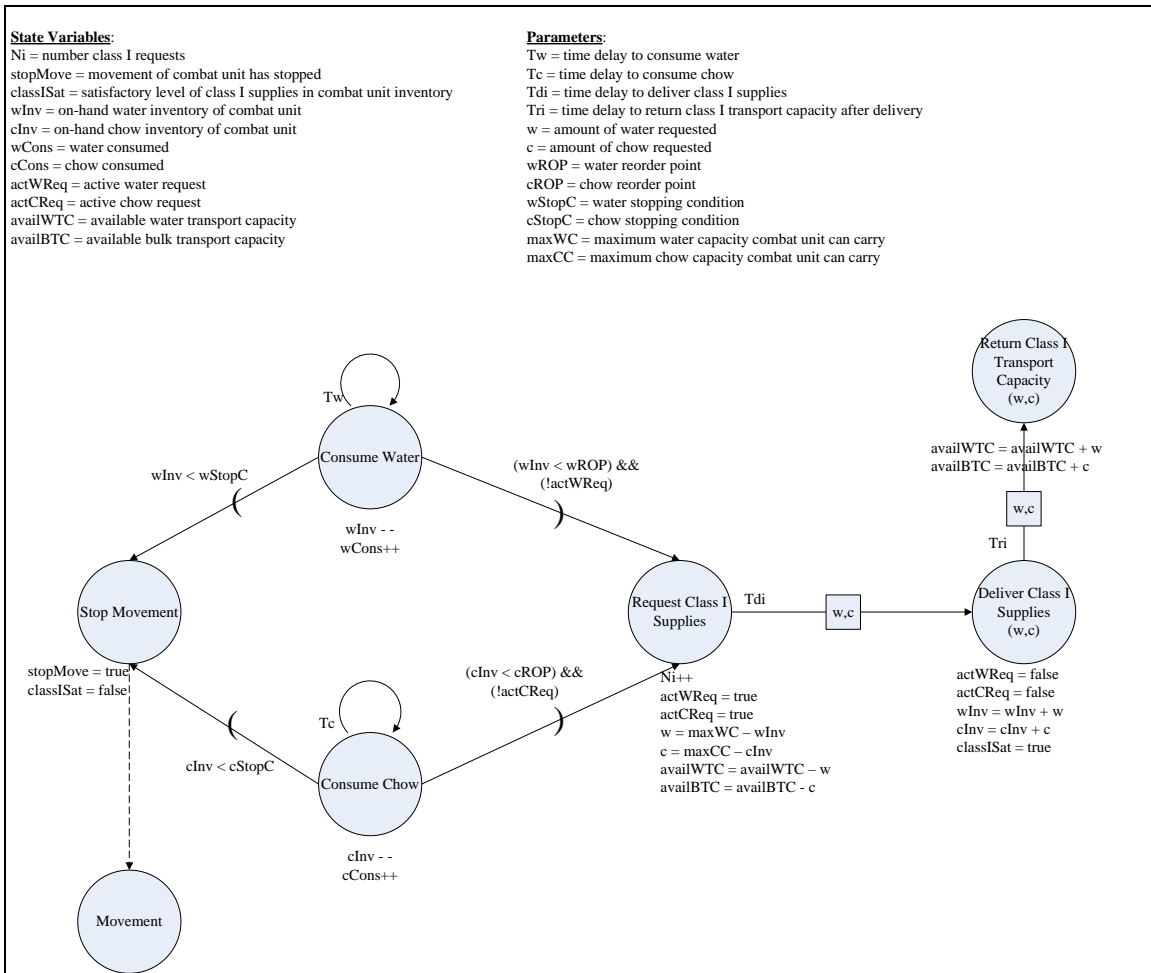 State Variables:
Ni = number class I requests
stopMove = movement of combat unit has stopped
classISat = satisfactory level of class I supplies in combat unit inventory
wInv = on-hand water inventory of combat unit
cInv = on-hand chow inventory of combat unit
wCons = water consumed
cCons = chow consumed
actWReq = active water request
actCReq = active chow request
availWTC = available water transport capacity
availBTC = available bulk transport capacity
Parameters:
Tw = time delay to consume water
Tc = time delay to consume chow
Tdi = time delay to deliver class I supplies
Tri = time delay to return class I transport capacity after delivery
w = amount of water requested
c = amount of chow requested
wROP = water reorder point
cROP = chow reorder point
wStopC = water stopping condition
cStopC = chow stopping condition
maxWC = maximum water capacity combat unit can carry
maxCC = maximum chow capacity combat unit can carry
Return Class I
Transport
Capacity
(w,c)
availWTC = availWTC + w
availBTC = availBTC + c
w,c
Tri
Tw
Consume Water
wInv - -
wCons++
wInv < wStopC
(wInv < wROP) &&
(!actWReq)
Stop Movement
stopMove = true
classISat = false
Request Class I
Supplies
Tdi
w,c
Deliver Class I
Supplies
(w,c)
actWReq = false
actCReq = false
wInv = wInv + w
cInv = cInv + c
classISat = true
(cInv < cROP) &&
(!actCReq)
Ni++
actWReq = true
actCReq = true
w = maxWC – wInv
c = maxCC – cInv
availWTC = availWTC – w
availBTC = availBTC - c
Tc
cInv < cStopC
Consume Chow
cInv - -
cCons++
Movement